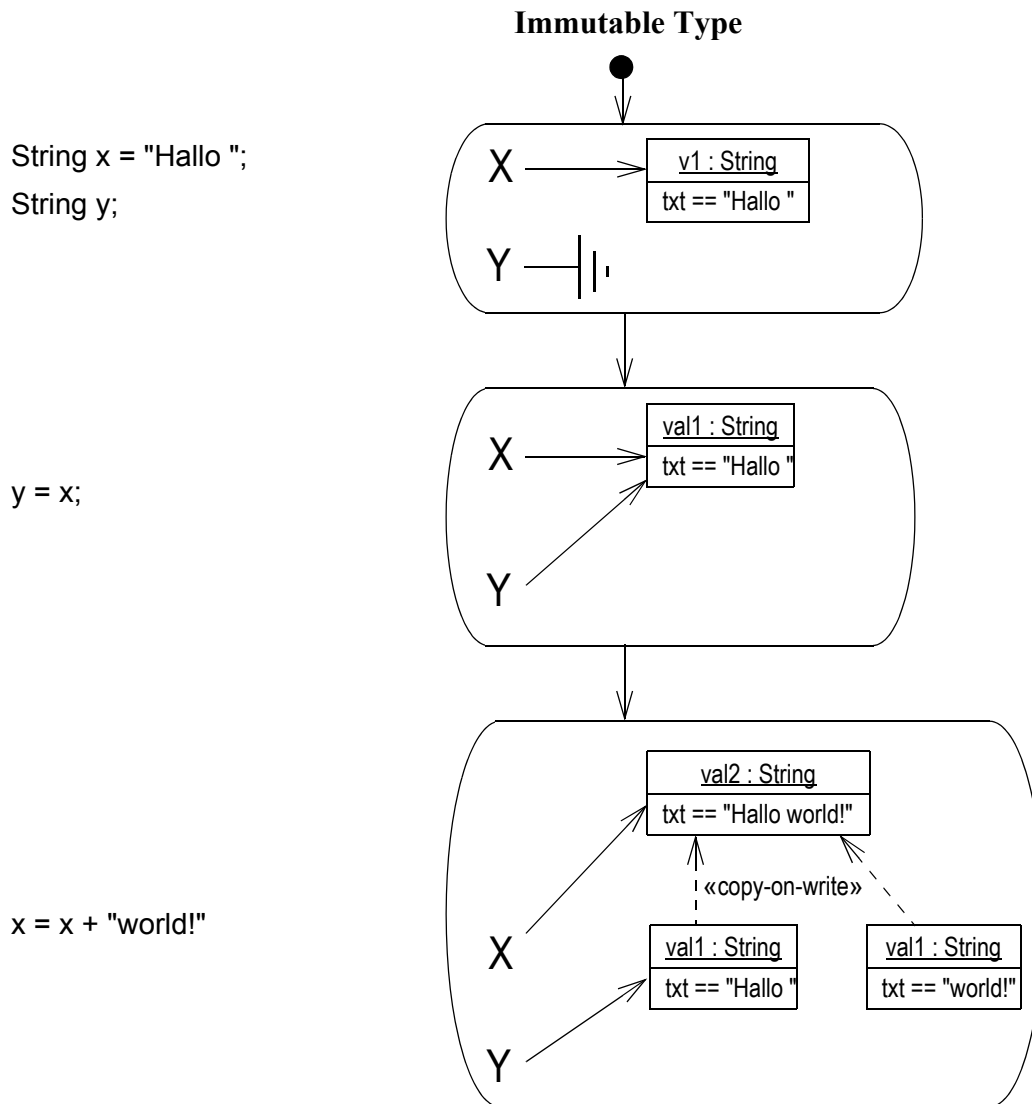 Immutable Type
String x = "Hallo ";
String y;
X
v1 : String
txt == "Hallo "
Y
y = x;
X
val1 : String
txt == "Hallo "
Y
x = x + "world!"
val2 : String
txt == "Hallo world!"
«copy-on-write»
X
val1 : String
txt == "Hallo "
val1 : String
txt == "world!"
Y